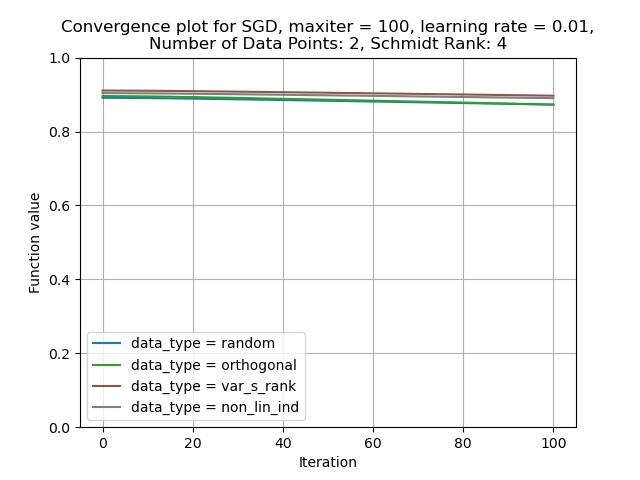 Convergence plot for SGD, maxiter = 100, learning rate = 0.01,
Number of Data Points: 2, Schmidt Rank: 4
1.0
0.8
0.6
0.4
0.2
0.0
Function value
data_type = random
data_type = orthogonal
data_type = var_s_rank
data_type = non_lin_ind
0 20 40 60 80 100
Iteration